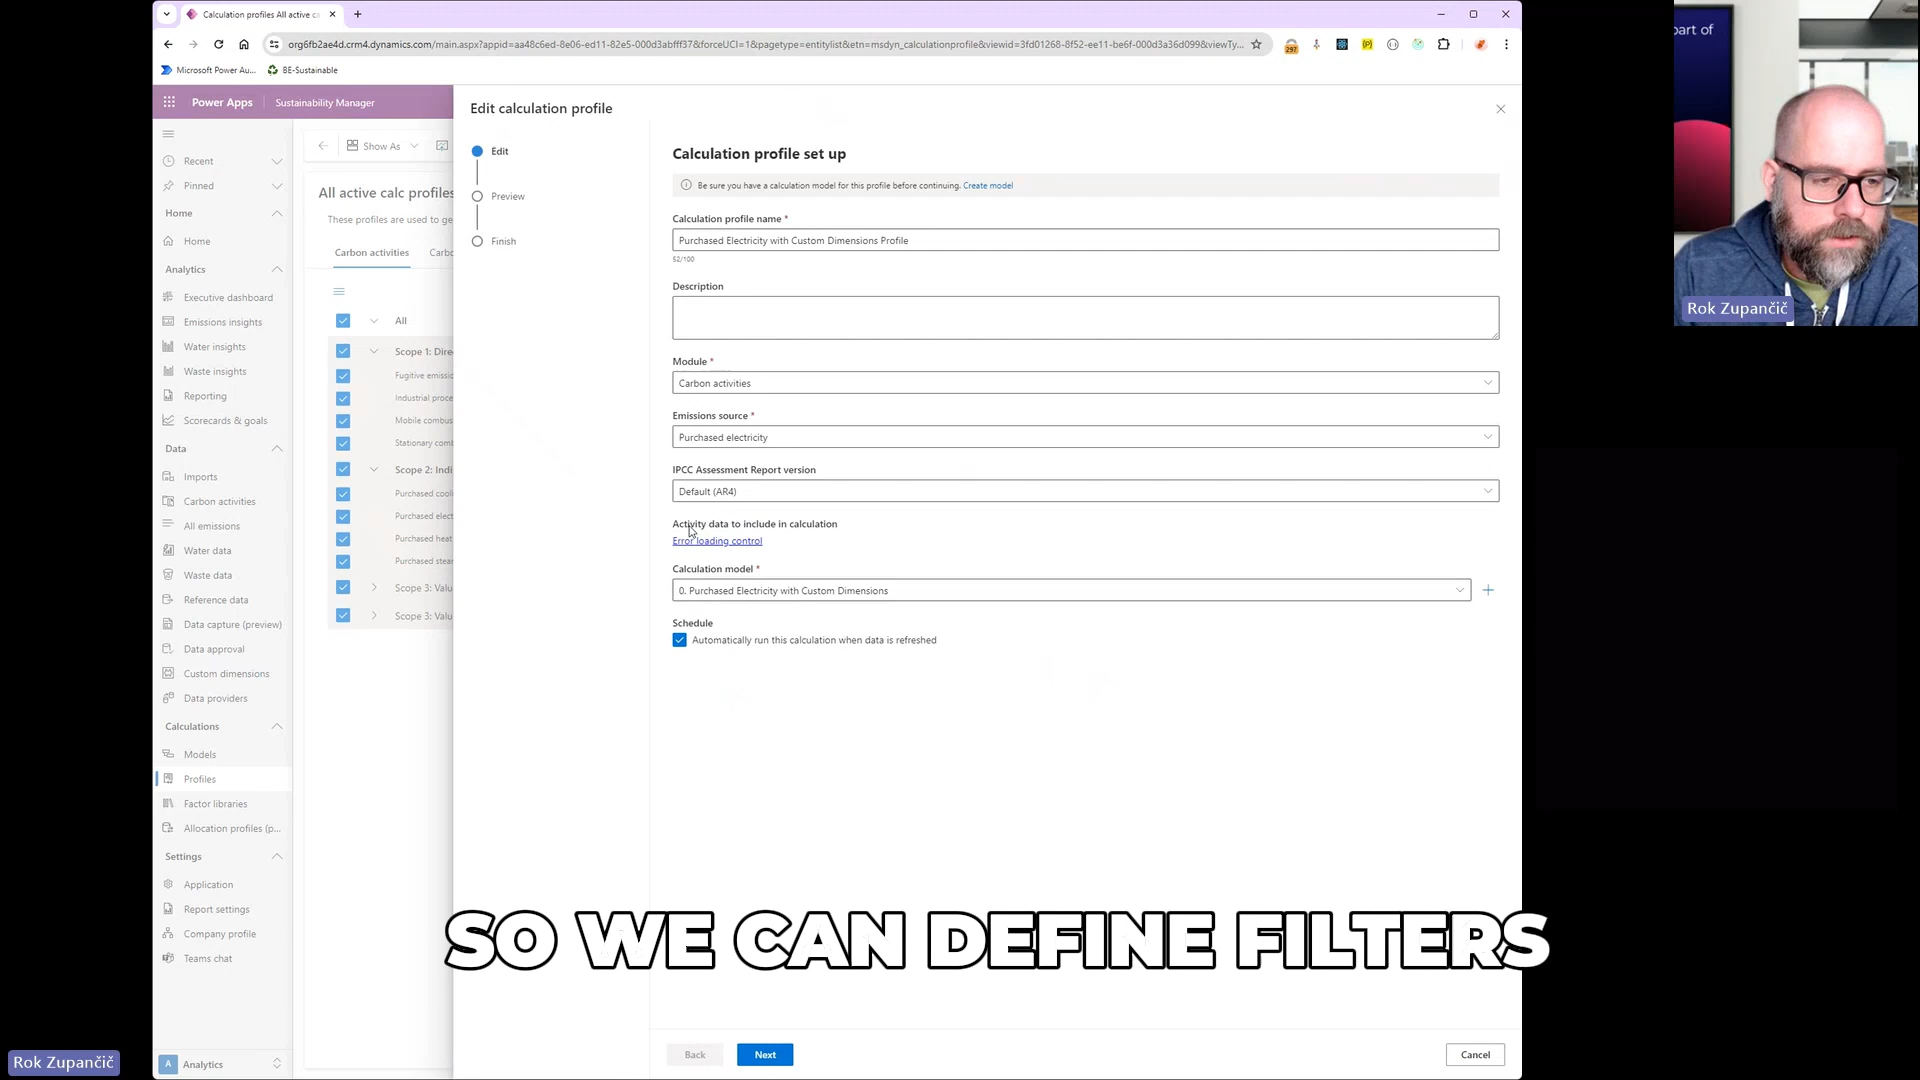 Calculation profiles All active c
org6fb2ae4d.crm4.dynamics.com/main.aspx?appid=aa48c6ed-8e06-ed11-82e5-000d3abfff37&forceUCI=1&pagetype=entitylist&etn=msdyn_calculationprofile&viewid=3fd01268-8f52-ee11-be6f-000d3a36d099&viewTy...
297
Microsoft Power Au...
BE-Sustainable
Power Apps
Sustainability Manager
Recent
Pinned
Home
Home
Analytics
Executive dashboard
Emissions insights
Water insights
Waste insights
Reporting
Scorecards & goals
Data
Imports
Carbon activities
All emissions
Water data
Waste data
Reference data
Data capture (preview)
Data approval
Custom dimensions
Data providers
Calculations
Models
Profiles
Factor libraries
Allocation profiles (p...
Settings
Application
Report settings
Company profile
Teams chat
A
Analytics
Show As
All active calc profiles
These profiles are used to ge
Carbon activities
Carbo
All
Scope 1: Dire
Fugitive emissio
Industrial proce
Mobile combus
Stationary comb
Scope 2: Indi
Purchased cooli
Purchased elect
Purchased heat
Purchased stea
Scope 3: Valu
Scope 3: Valu
Edit calculation profile
Edit
Preview
Finish
Calculation profile set up
Be sure you have a calculation model for this profile before continuing. Create model
Calculation profile name *
Purchased Electricity with Custom Dimensions Profile
52/100
Description
Module *
Carbon activities
Emissions source *
Purchased electricity
IPCC Assessment Report version
Default (AR4)
Activity data to include in calculation
Error loading control
Calculation model *
0. Purchased Electricity with Custom Dimensions
Schedule
Automatically run this calculation when data is refreshed
SO WE CAN DEFINE FILTERS
Back
Next
Cancel
part of
Rok Zupančič
Rok Zupančič